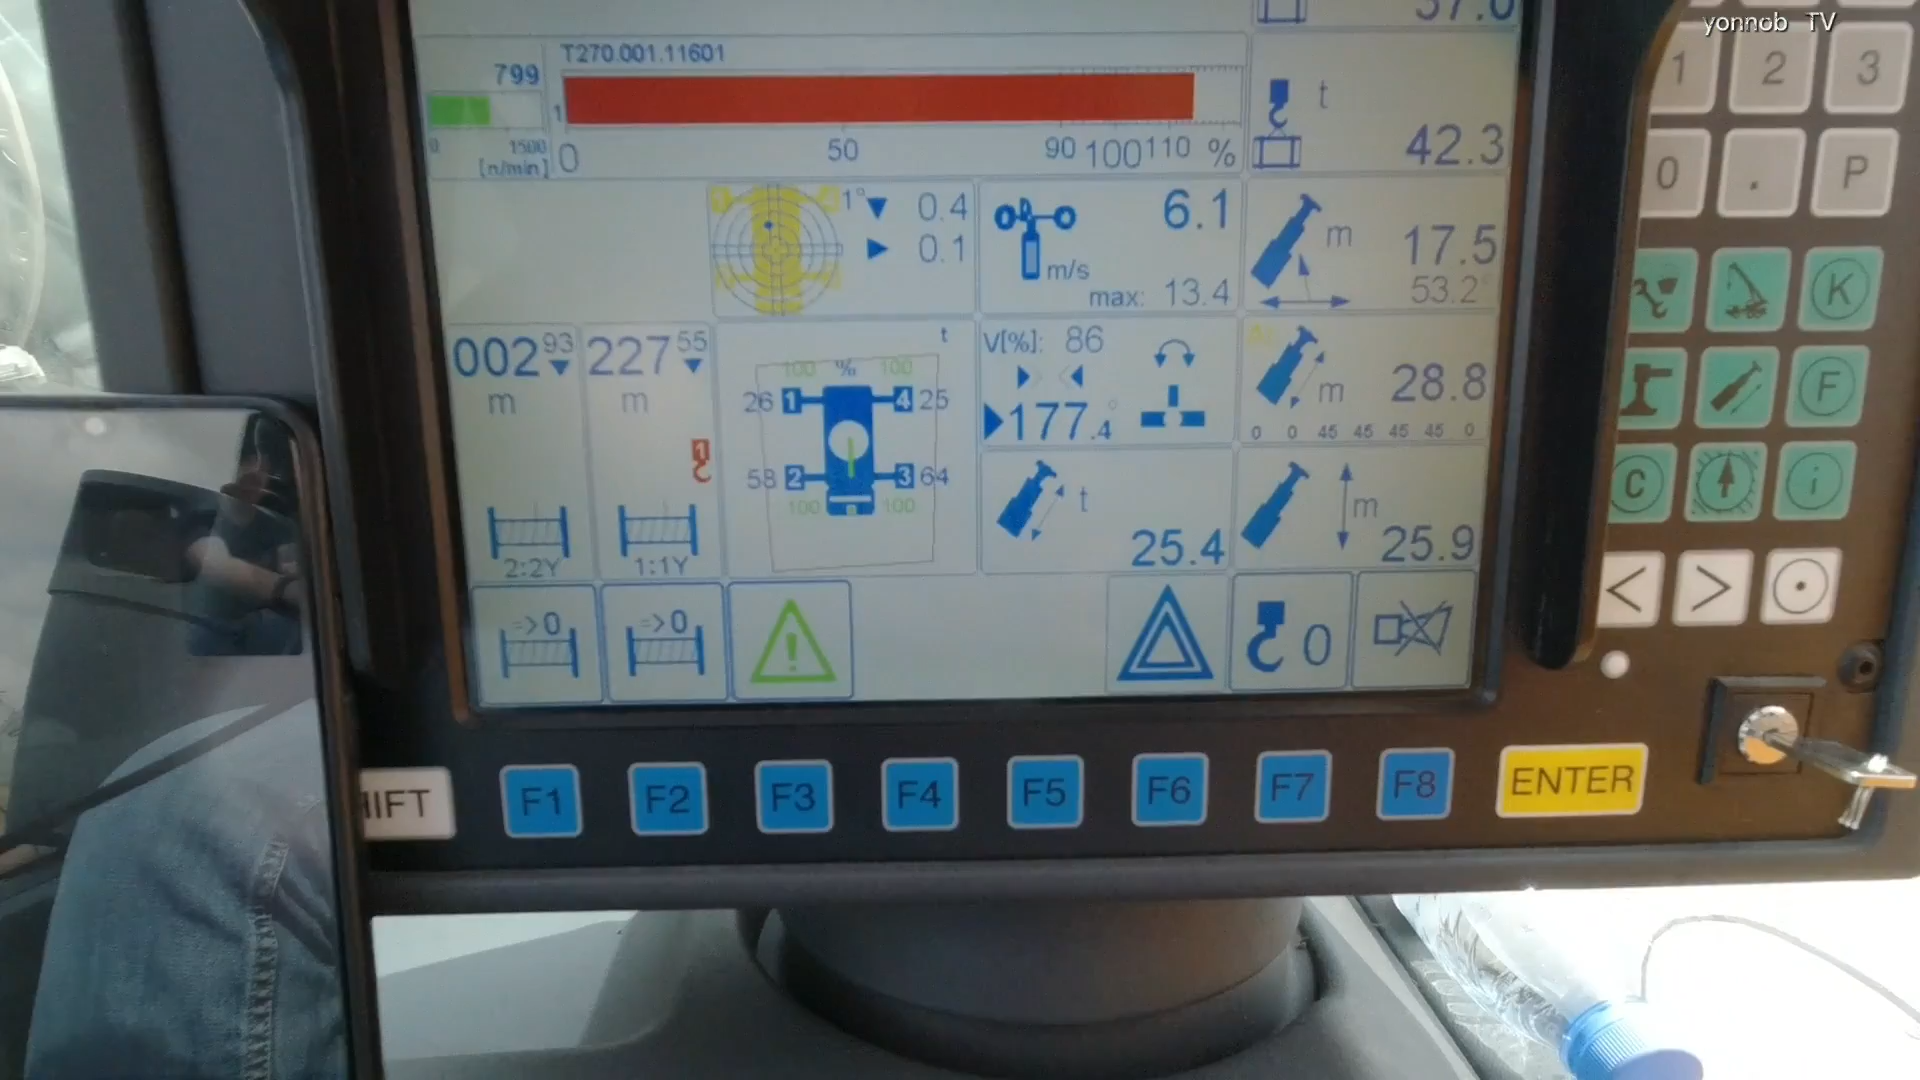 yonnob TV
37.0
T270.001.11601
799
0 1500
[n/min]
1
0 50 90 100 110 %
t
42.3
1° 0.4
0.1
6.1
m/s
max: 13.4
m 17.5
53.2°
002 93
m
2:2Y
227 55
m
1
1:1Y
t
100 % 100
26 1 4 25
58 2 3 64
100 100
V[%]: 86
177.4°
m 28.8
0 0 45 45 45 45 0
t
25.4
m
25.9
=>0
=>0
!
0
1 2 3
0 . P
K
F
C i
< >
HIFT F1 F2 F3 F4 F5 F6 F7 F8 ENTER